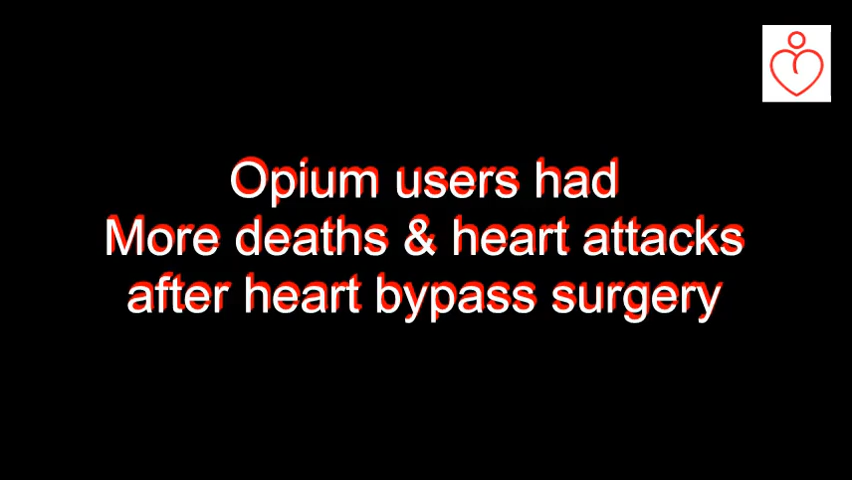 Opium users had
More deaths & heart attacks
after heart bypass surgery